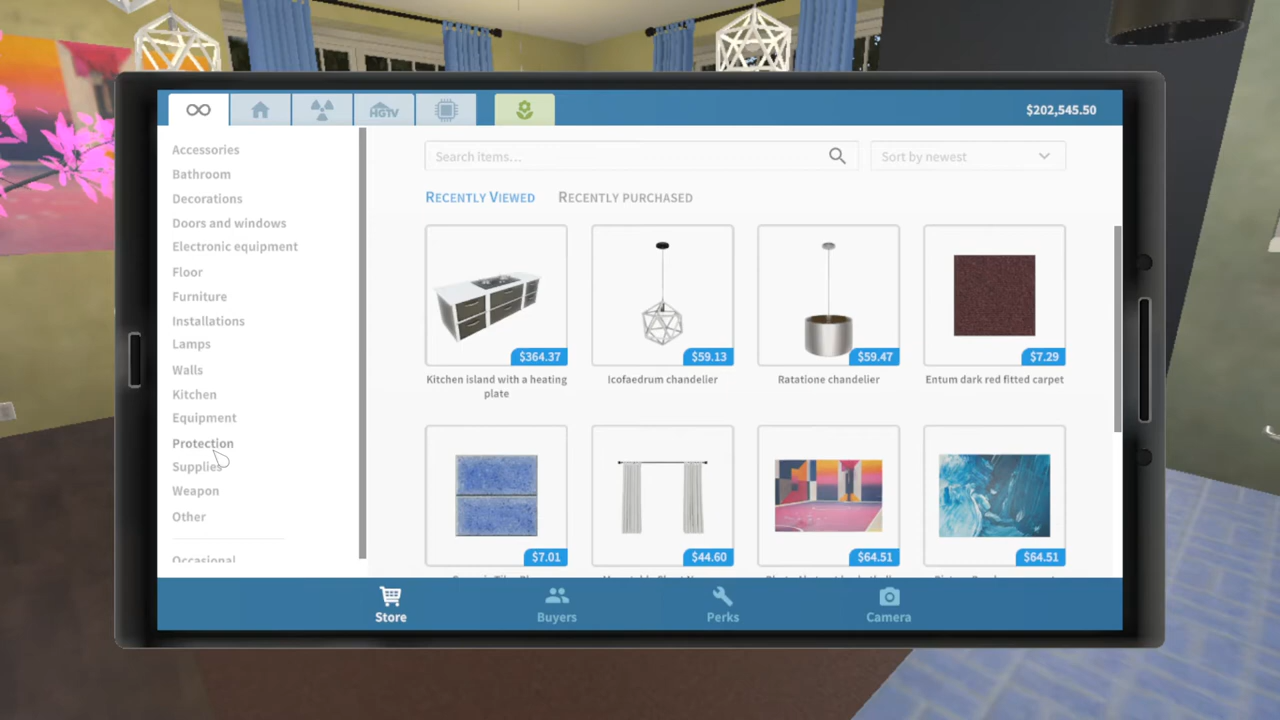 HGTV
$202,545.50
Accessories
Bathroom
Decorations
Doors and windows
Electronic equipment
Floor
Furniture
Installations
Lamps
Walls
Kitchen
Equipment
Protection
Supplies
Weapon
Other
Occasional
Search items...
Sort by newest
RECENTLY VIEWED
RECENTLY PURCHASED
$364.37
Kitchen island with a heating
plate
$59.13
Icofaedrum chandelier
$59.47
Ratatione chandelier
$7.29
Entum dark red fitted carpet
$7.01
$44.60
$64.51
$64.51
Store
Buyers
Perks
Camera